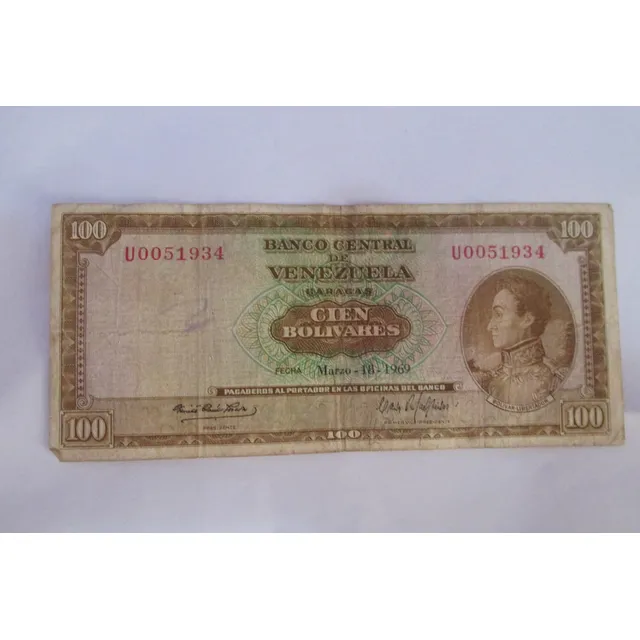 100
100
U0051934
U0051934
BANCO CENTRAL
DE
VENEZUELA
CARACAS
CIEN
BOLIVARES
FECHA Marzo - 18 - 1969
PAGADEROS AL PORTADOR EN LAS OFICINAS DEL BANCO
100
100
100